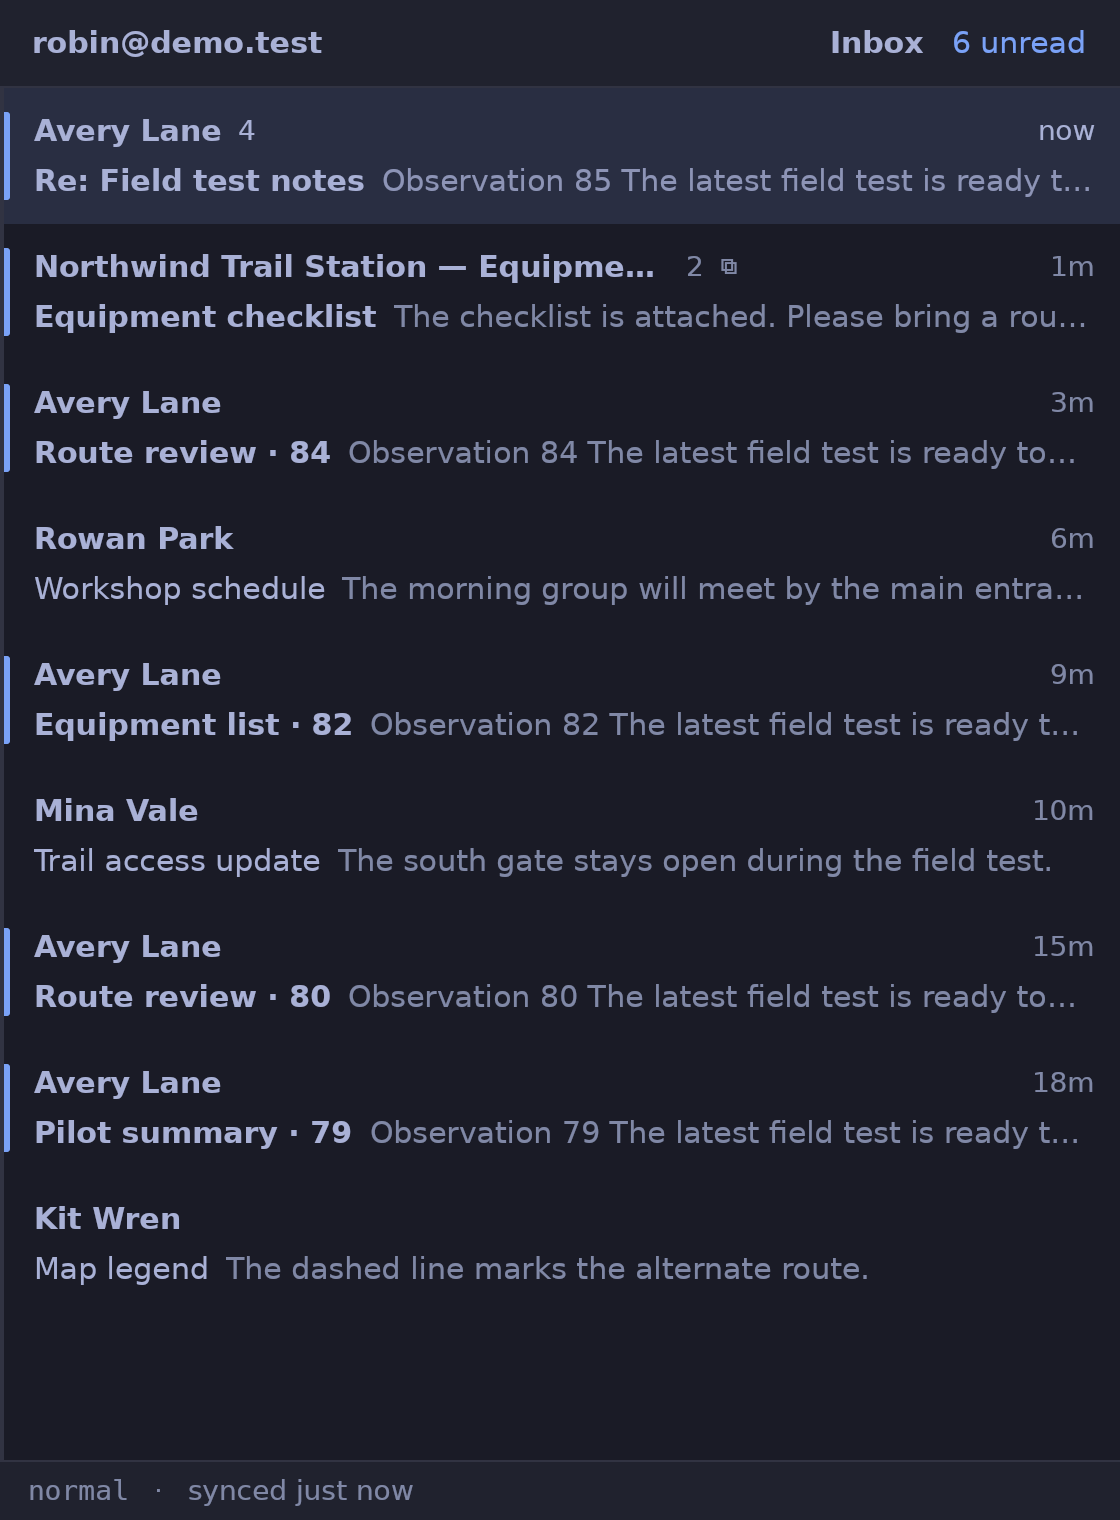 robin@demo.test Inbox 6 unread
Avery Lane 4 now
Re: Field test notes Observation 85 The latest field test is ready t…
Northwind Trail Station — Equipme… 2 ⧉ 1m
Equipment checklist The checklist is attached. Please bring a rou…
Avery Lane 3m
Route review · 84 Observation 84 The latest field test is ready to…
Rowan Park 6m
Workshop schedule The morning group will meet by the main entra…
Avery Lane 9m
Equipment list · 82 Observation 82 The latest field test is ready t…
Mina Vale 10m
Trail access update The south gate stays open during the field test.
Avery Lane 15m
Route review · 80 Observation 80 The latest field test is ready to…
Avery Lane 18m
Pilot summary · 79 Observation 79 The latest field test is ready t…
Kit Wren
Map legend The dashed line marks the alternate route.
normal · synced just now